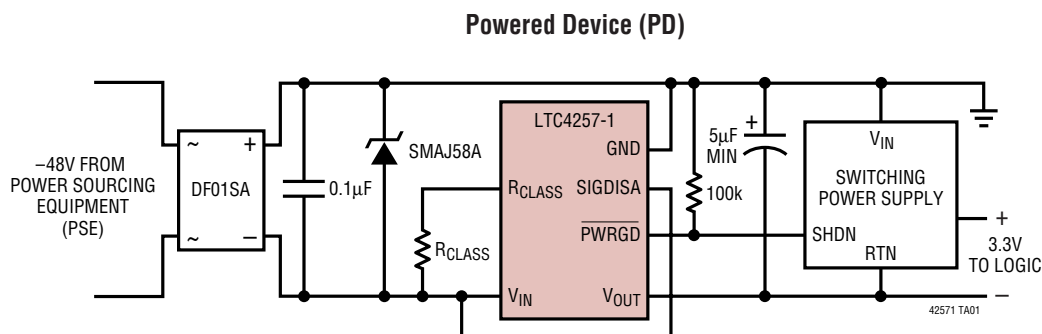 Powered Device (PD)
–48V FROM
POWER SOURCING
EQUIPMENT
(PSE)
~ +
DF01SA
~ –
0.1µF
SMAJ58A
RCLASS
LTC4257-1
GND
RCLASS SIGDISA
PWRGD
VIN VOUT
100k
5µF
MIN
+
VIN
SWITCHING
POWER SUPPLY
SHDN
RTN
+
3.3V
TO LOGIC
–
42571 TA01